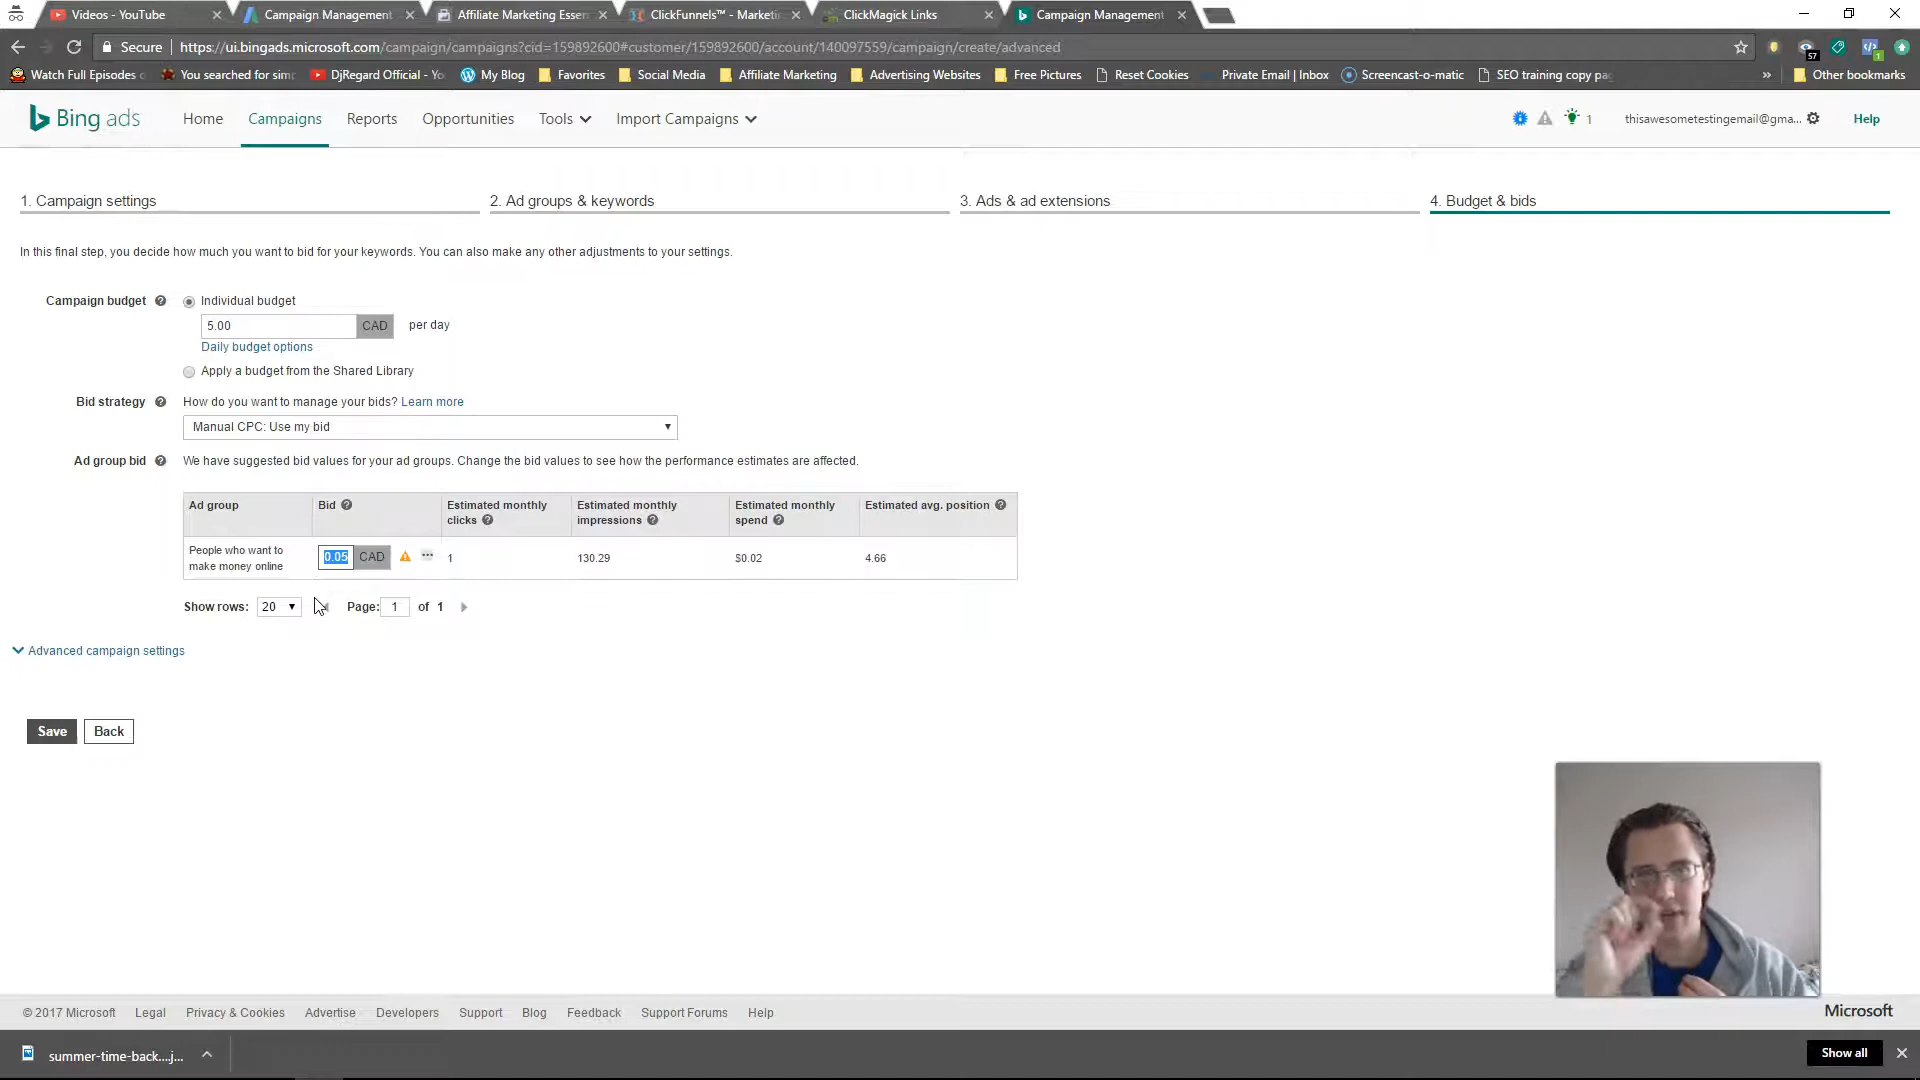 Videos - YouTube
Campaign Management
Affiliate Marketing Essen
ClickFunnels™ - Marketi
ClickMagick Links
Campaign Management
Secure
https://ui.bingads.microsoft.com/campaign/campaigns?cid=159892600#customer/159892600/account/140097559/campaign/create/advanced
57
1
Watch Full Episodes o
You searched for sim
DjRegard Official - Yo
My Blog
Favorites
Social Media
Affiliate Marketing
Advertising Websites
Free Pictures
Reset Cookies
Private Email | Inbox
Screencast-o-matic
SEO training copy pa
»
Other bookmarks
Bing ads
Home
Campaigns
Reports
Opportunities
Tools
Import Campaigns
1
thisawesometestingemail@gma...
Help
1. Campaign settings
2. Ad groups & keywords
3. Ads & ad extensions
4. Budget & bids
In this final step, you decide how much you want to bid for your keywords. You can also make any other adjustments to your settings.
Campaign budget
Individual budget
5.00 CAD per day
Daily budget options
Apply a budget from the Shared Library
Bid strategy
How do you want to manage your bids? Learn more
Manual CPC: Use my bid
Ad group bid
We have suggested bid values for your ad groups. Change the bid values to see how the performance estimates are affected.
Ad group
Bid
Estimated monthly
clicks
Estimated monthly
impressions
Estimated monthly
spend
Estimated avg. position
People who want to
make money online
0.05 CAD
1
130.29
$0.02
4.66
Show rows: 20
Page: 1 of 1
Advanced campaign settings
Save
Back
© 2017 Microsoft
Legal
Privacy & Cookies
Advertise
Developers
Support
Blog
Feedback
Support Forums
Help
Microsoft
summer-time-back....j...
Show all